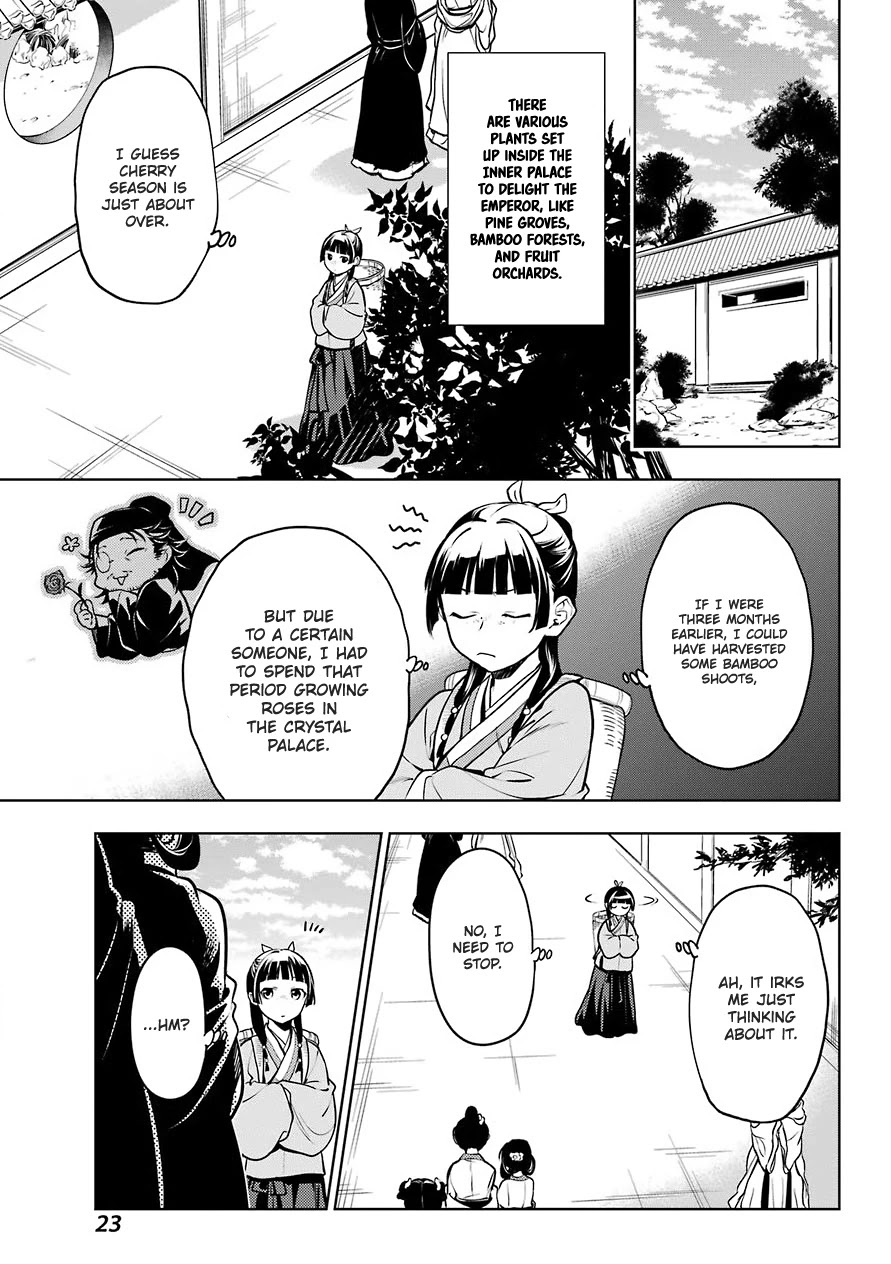 THERE
ARE VARIOUS
PLANTS SET
UP INSIDE THE
INNER PALACE
TO DELIGHT THE
EMPEROR, LIKE
PINE GROVES,
BAMBOO FORESTS,
AND FRUIT
ORCHARDS.
I GUESS
CHERRY
SEASON IS
JUST ABOUT
OVER.
IF I WERE
THREE MONTHS
EARLIER, I COULD
HAVE HARVESTED
SOME BAMBOO
SHOOTS,
BUT DUE
TO A CERTAIN
SOMEONE, I HAD
TO SPEND THAT
PERIOD GROWING
ROSES IN
THE CRYSTAL
PALACE.
AH, IT IRKS
ME JUST
THINKING
ABOUT IT.
NO, I
NEED TO
STOP.
...HM?
23